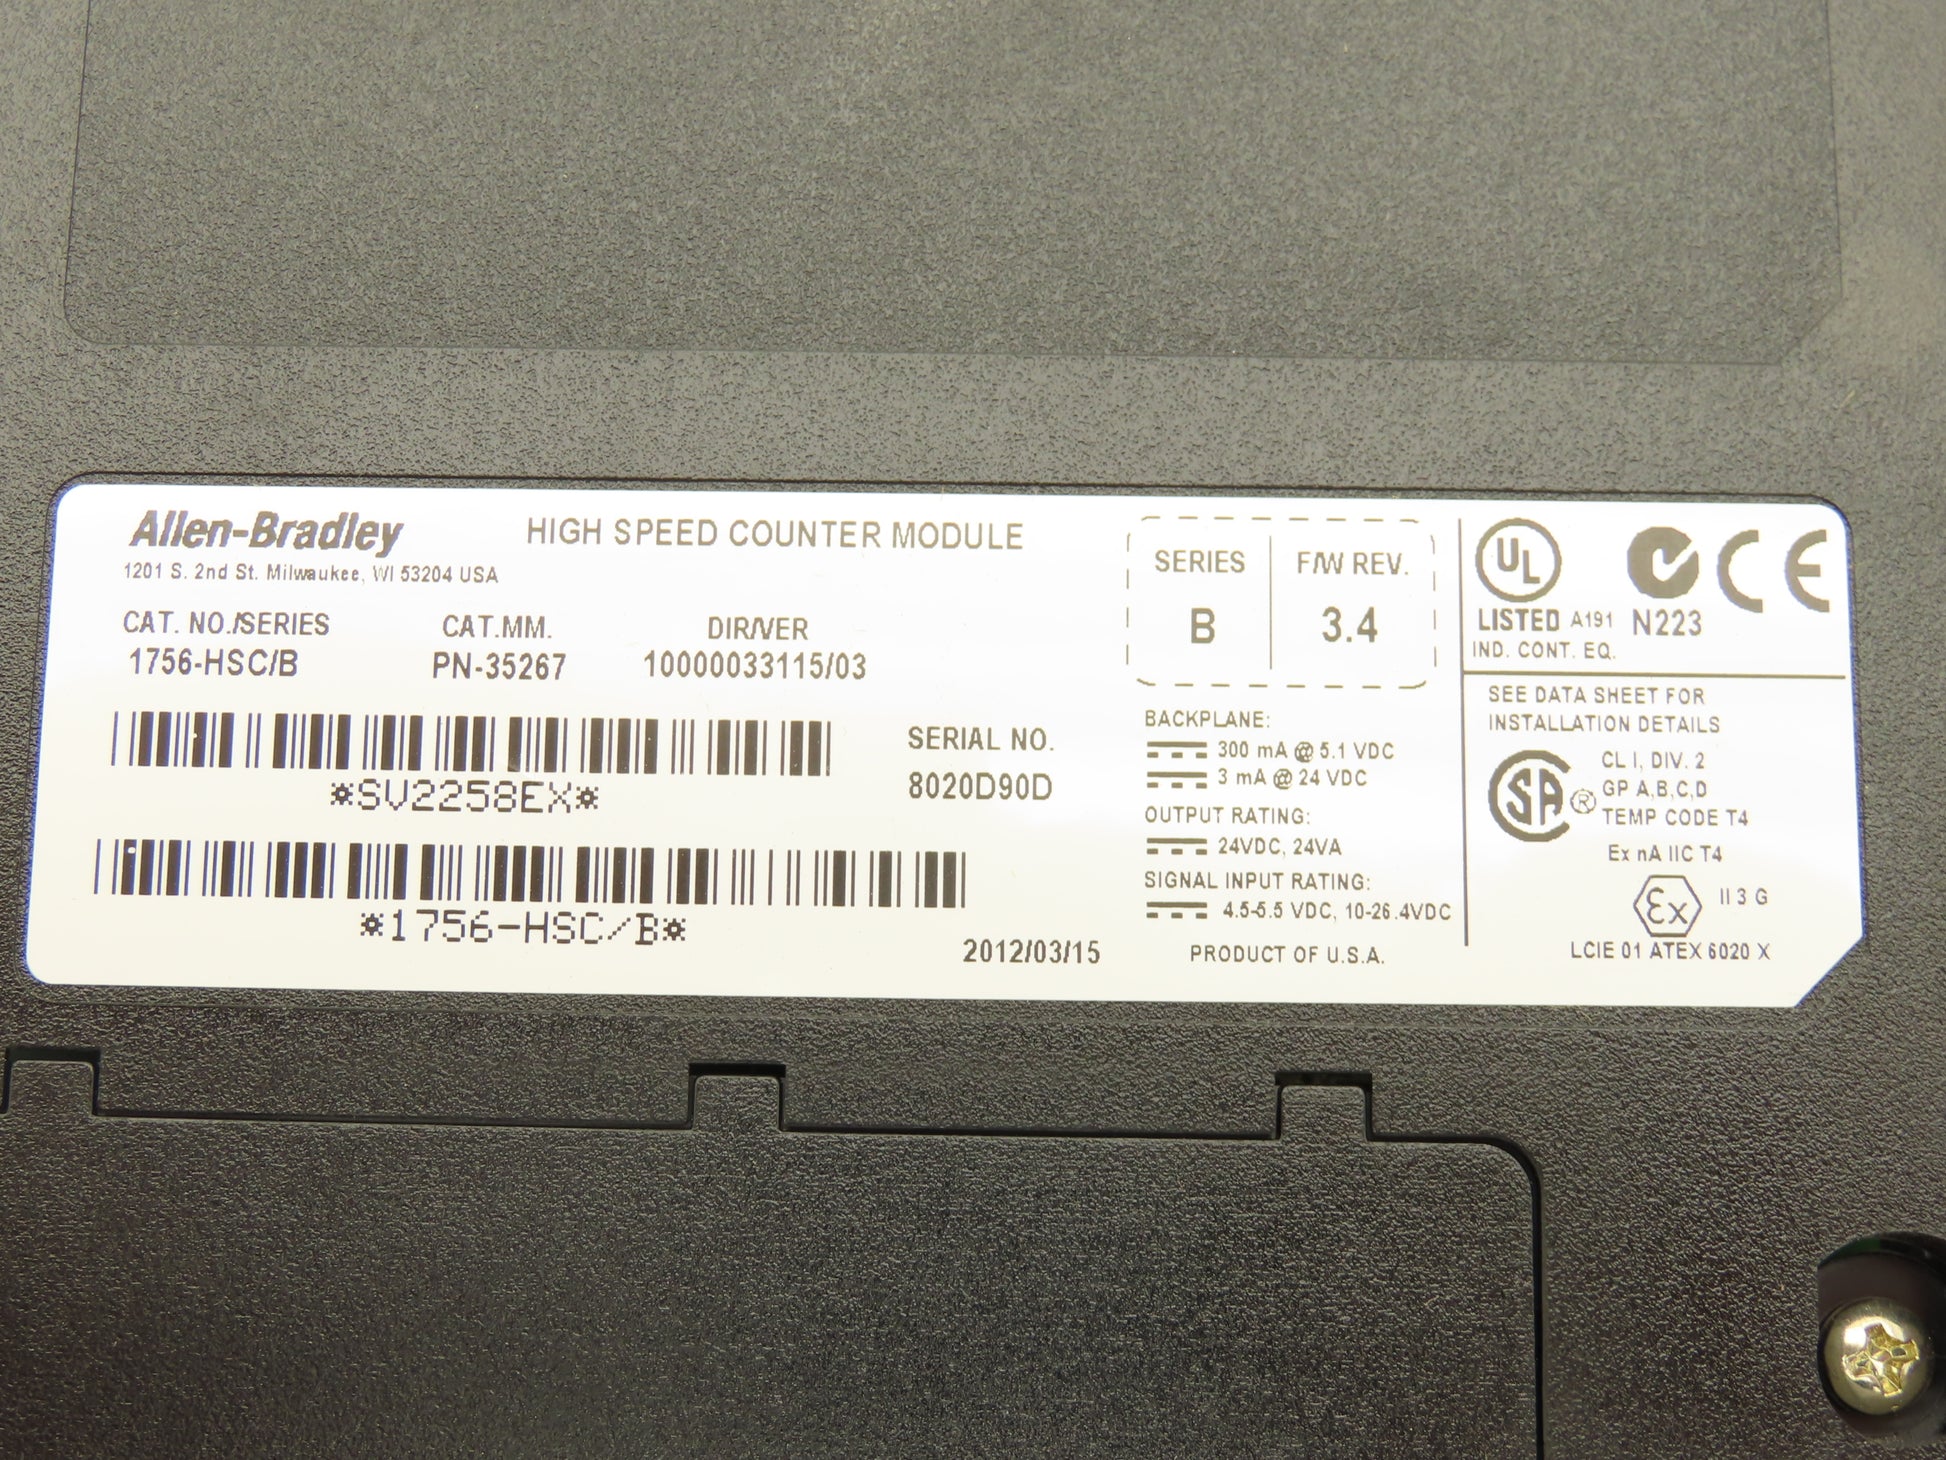 Allen-Bradley
1201 S. 2nd St. Milwaukee, WI 53204 USA
HIGH SPEED COUNTER MODULE
CAT. NO./SERIES
1756-HSC/B
CAT.MM.
PN-35267
DIR/VER
10000033115/03
*SV2258EX*
SERIAL NO.
8020D90D
*1756-HSC/B*
2012/03/15
SERIES
B
F/W REV.
3.4
BACKPLANE:
300 mA @ 5.1 VDC
3 mA @ 24 VDC
OUTPUT RATING:
24VDC, 24VA
SIGNAL INPUT RATING:
4.5-5.5 VDC, 10-26.4VDC
PRODUCT OF U.S.A.
UL
CE
LISTED A191 N223
IND. CONT. EQ.
SEE DATA SHEET FOR
INSTALLATION DETAILS
SA ®
CL I, DIV. 2
GP A,B,C,D
TEMP CODE T4
Ex nA IIC T4
Ex II 3 G
LCIE 01 ATEX 6020 X